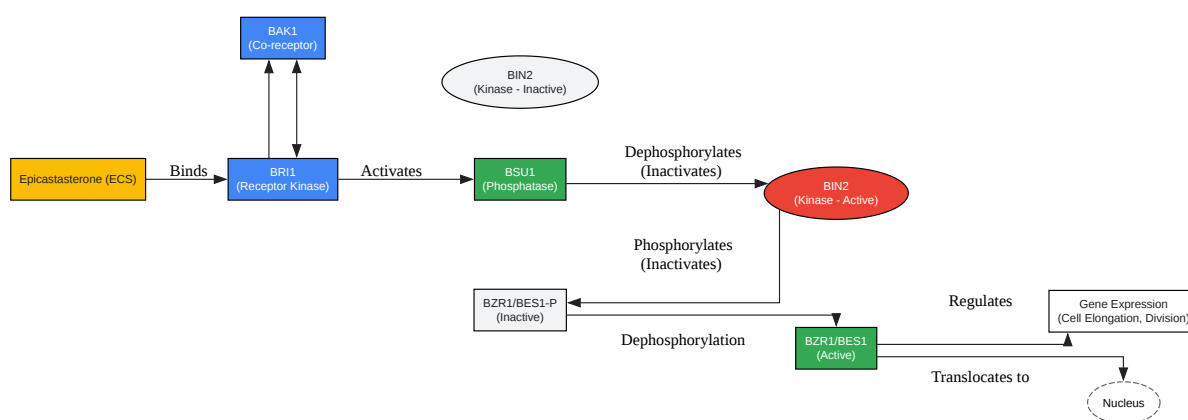 BAK1
(Co-receptor)
BIN2
(Kinase - Inactive)
Epicastasterone (ECS)
Binds
BRI1
(Receptor Kinase)
Activates
BSU1
(Phosphatase)
Dephosphorylates
(Inactivates)
BIN2
(Kinase - Active)
Phosphorylates
(Inactivates)
BZR1/BES1-P
(Inactive)
Dephosphorylation
BZR1/BES1
(Active)
Regulates
Gene Expression
(Cell Elongation, Division)
Translocates to
Nucleus